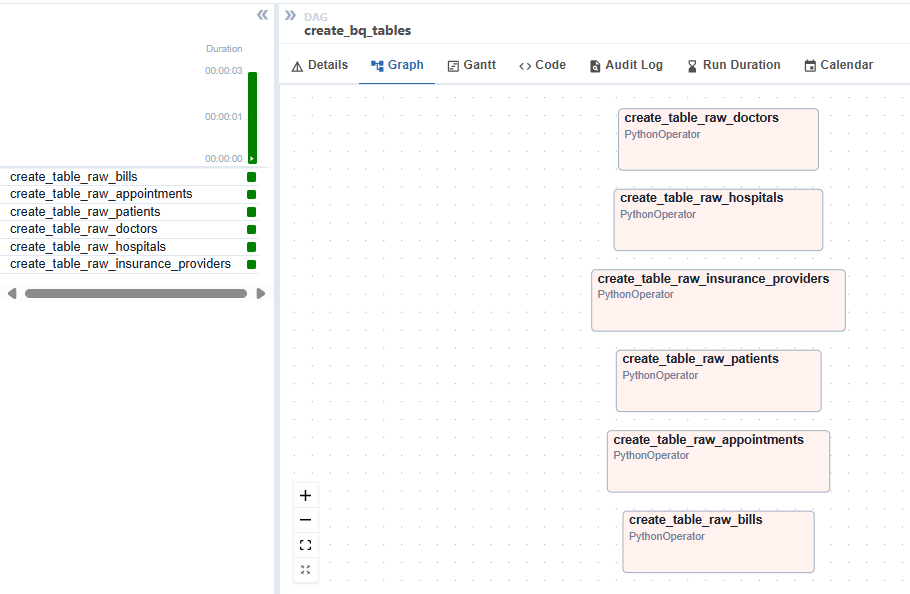 DAG
create_bq_tables
Duration
00:00:03
00:00:01
00:00:00
create_table_raw_bills
create_table_raw_appointments
create_table_raw_patients
create_table_raw_doctors
create_table_raw_hospitals
create_table_raw_insurance_providers
Details
Graph
Gantt
Code
Audit Log
Run Duration
Calendar
create_table_raw_doctors
PythonOperator
create_table_raw_hospitals
PythonOperator
create_table_raw_insurance_providers
PythonOperator
create_table_raw_patients
PythonOperator
create_table_raw_appointments
PythonOperator
create_table_raw_bills
PythonOperator